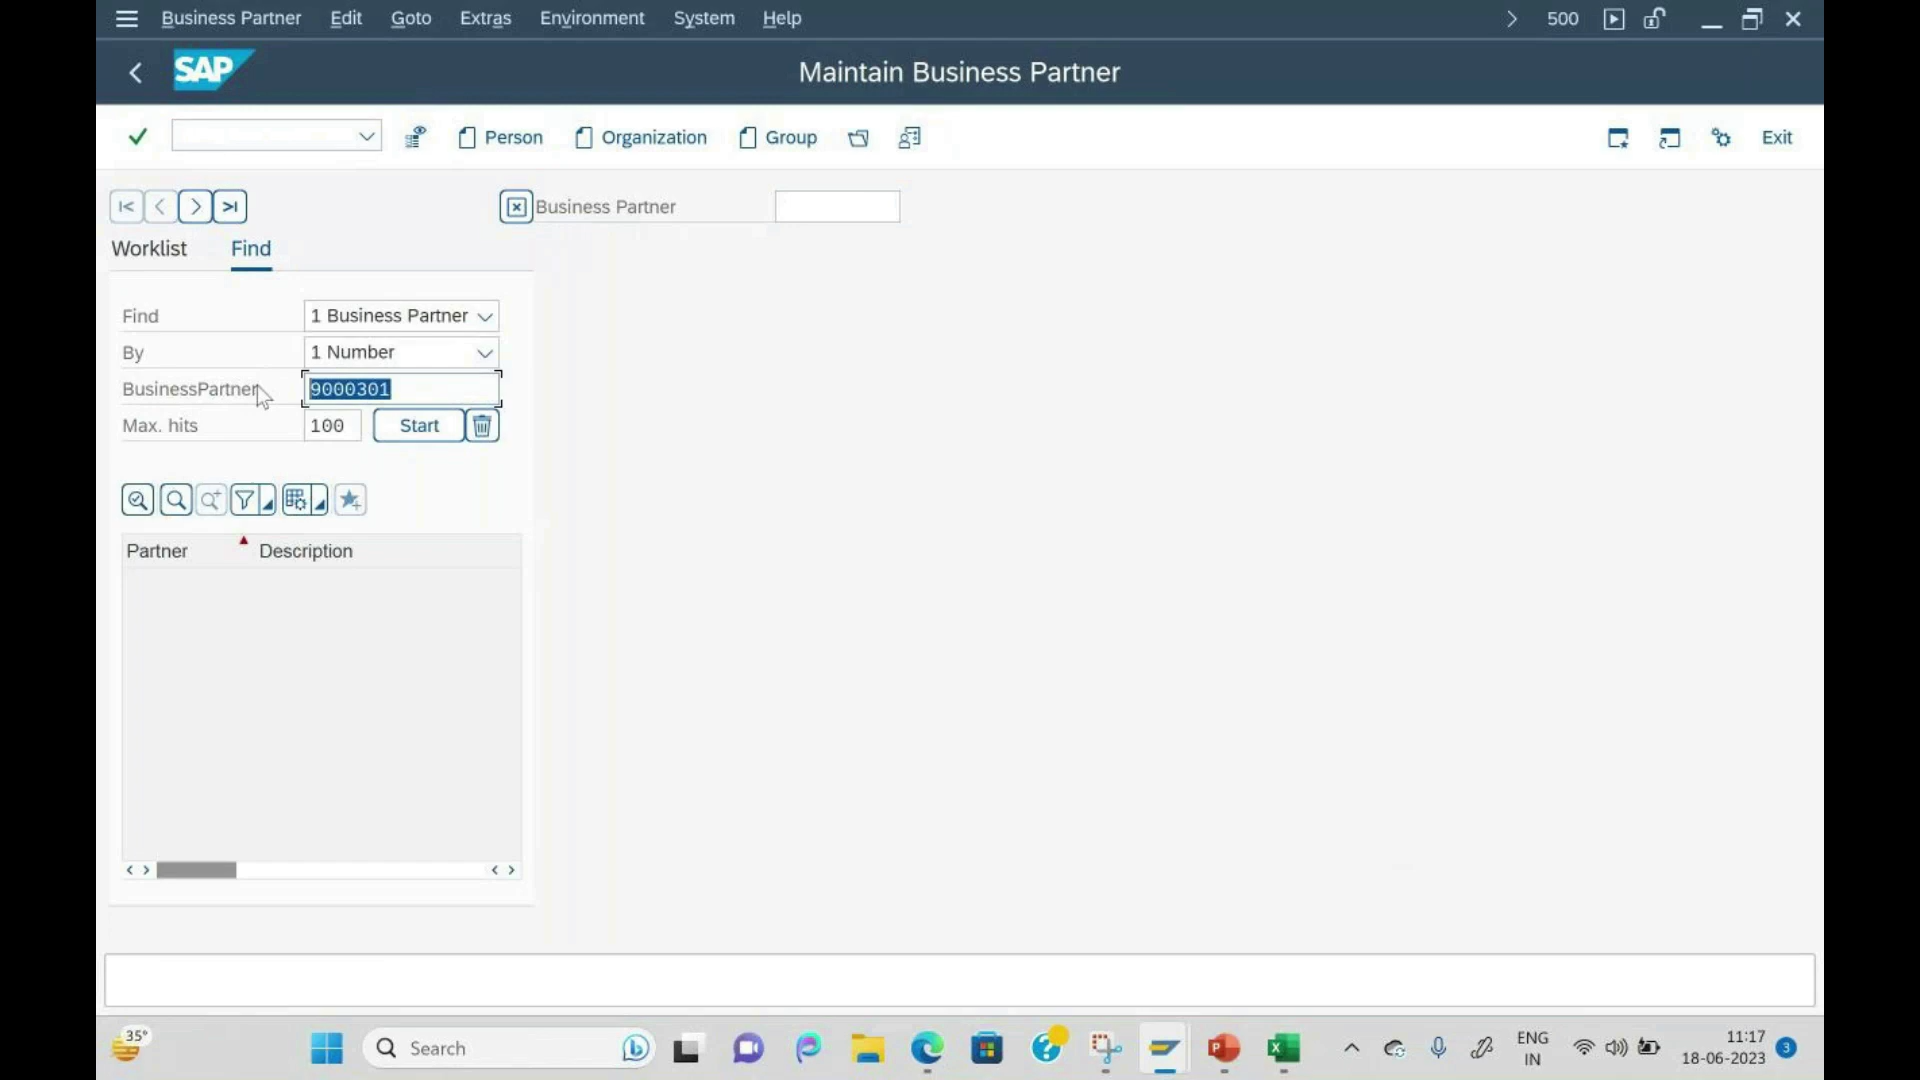 Business Partner Edit Goto Extras Environment System Help 500
SAP Maintain Business Partner
Person Organization Group Exit
Business Partner
Worklist Find
Find 1 Business Partner
By 1 Number
BusinessPartner 9000301
Max. hits 100 Start
Partner Description
35°
Search
ENG
IN
11:17
18-06-2023
3